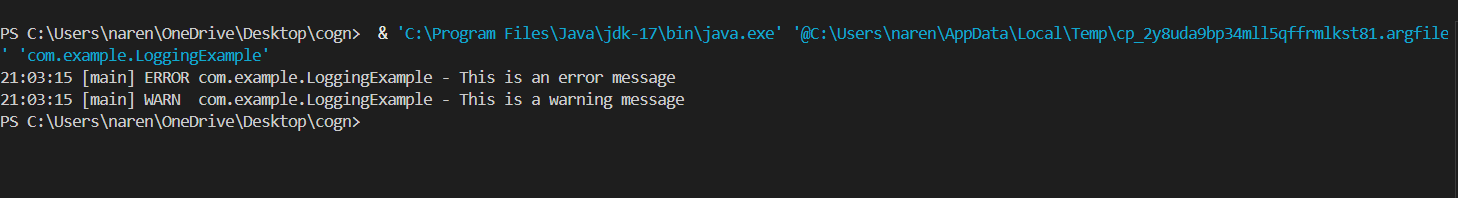 PS C:\Users\naren\OneDrive\Desktop\cogn>  & 'C:\Program Files\Java\jdk-17\bin\java.exe' '@C:\Users\naren\AppData\Local\Temp\cp_2y8uda9bp34mll5qffrmlkst81.argfile
' 'com.example.LoggingExample'
21:03:15 [main] ERROR com.example.LoggingExample - This is an error message
21:03:15 [main] WARN  com.example.LoggingExample - This is a warning message
PS C:\Users\naren\OneDrive\Desktop\cogn>